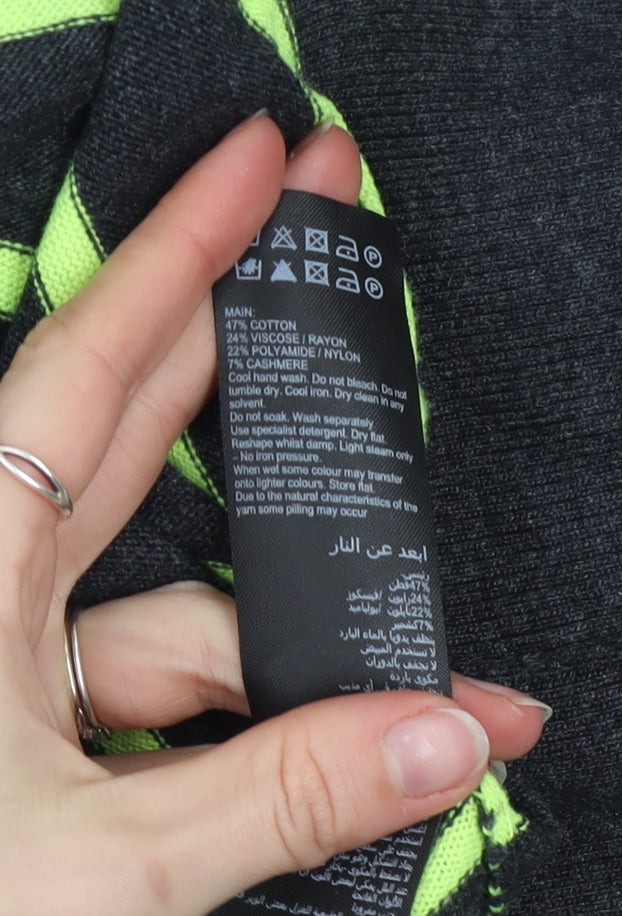 MAIN:
47% COTTON
24% VISCOSE / RAYON
22% POLYAMIDE / NYLON
7% CASHMERE
Cool hand wash. Do not bleach. Do not
tumble dry. Cool iron. Dry clean in any
solvent.
Do not soak. Wash separately
Use specialist detergent. Dry flat.
Reshape whilst damp. Light steam only
- No iron pressure.
When wet some colour may transfer
onto lighter colours. Store flat.
Due to the natural characteristics of the
yarn some pilling may occur
ابعد عن النار
رئيسي
47%قطن
24%رايون /فيسكوز
22%نايلون /بولياميد
7%كشمير
ينظف يدويا بالماء البارد
لا تستخدم المبيض
لا تجفف بالدوران
مكوى باردة